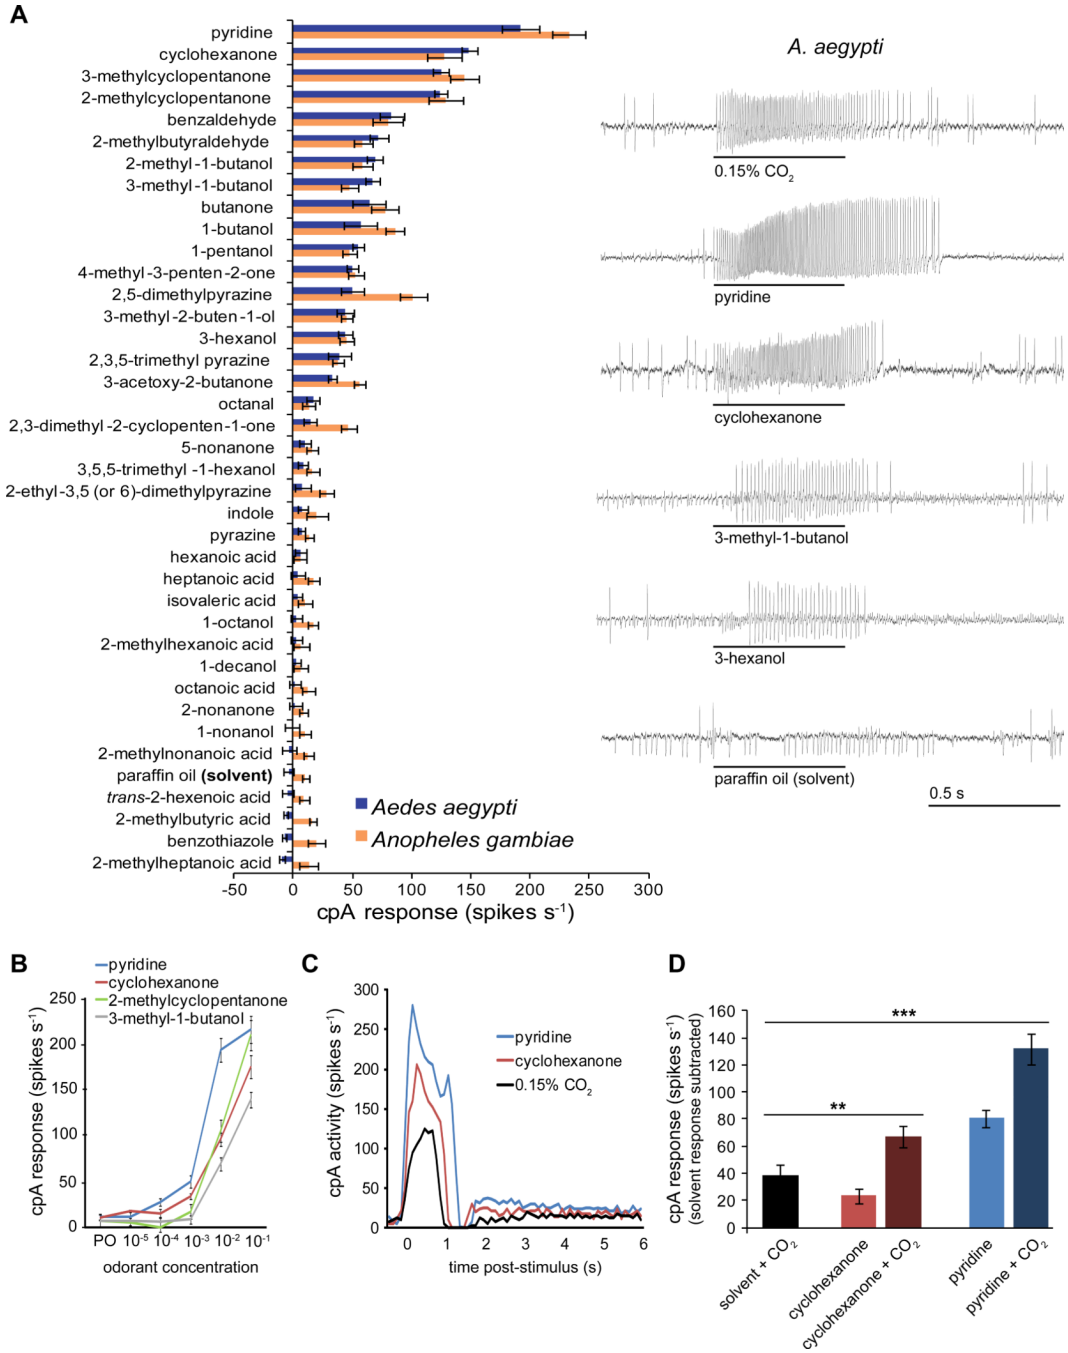 A
pyridine
cyclohexanone
3-methylcyclopentanone
2-methylcyclopentanone
benzaldehyde
2-methylbutyraldehyde
2-methyl-1-butanol
3-methyl-1-butanol
butanone
1-butanol
1-pentanol
4-methyl-3-penten-2-one
2,5-dimethylpyrazine
3-methyl-2-buten-1-ol
3-hexanol
2,3,5-trimethyl pyrazine
3-acetoxy-2-butanone
octanal
2,3-dimethyl-2-cyclopenten-1-one
5-nonanone
3,5,5-trimethyl-1-hexanol
2-ethyl-3,5 (or 6)-dimethylpyrazine
indole
pyrazine
hexanoic acid
heptanoic acid
isovaleric acid
1-octanol
2-methylhexanoic acid
1-decanol
octanoic acid
2-nonanone
1-nonanol
2-methylnonanoic acid
paraffin oil (solvent)
trans-2-hexenoic acid
2-methylbutyric acid
benzothiazole
2-methylheptanoic acid
Aedes aegypti
Anopheles gambiae
-50 0 50 100 150 200 250 300
cpA response (spikes s⁻¹)
A. aegypti
0.15% CO₂
pyridine
cyclohexanone
3-methyl-1-butanol
3-hexanol
paraffin oil (solvent)
0.5 s
B
pyridine
cyclohexanone
2-methylcyclopentanone
3-methyl-1-butanol
cpA response (spikes s⁻¹)
250
200
150
100
50
0
PO 10⁻⁵ 10⁻⁴ 10⁻³ 10⁻² 10⁻¹
odorant concentration
C
cpA activity (spikes s⁻¹)
300
250
200
150
100
50
0
pyridine
cyclohexanone
0.15% CO₂
0 1 2 3 4 5 6
time post-stimulus (s)
D
cpA response (spikes s⁻¹)
(solvent response subtracted)
160
140
120
100
80
60
40
20
0
***
**
solvent + CO₂
cyclohexanone
cyclohexanone + CO₂
pyridine
pyridine + CO₂